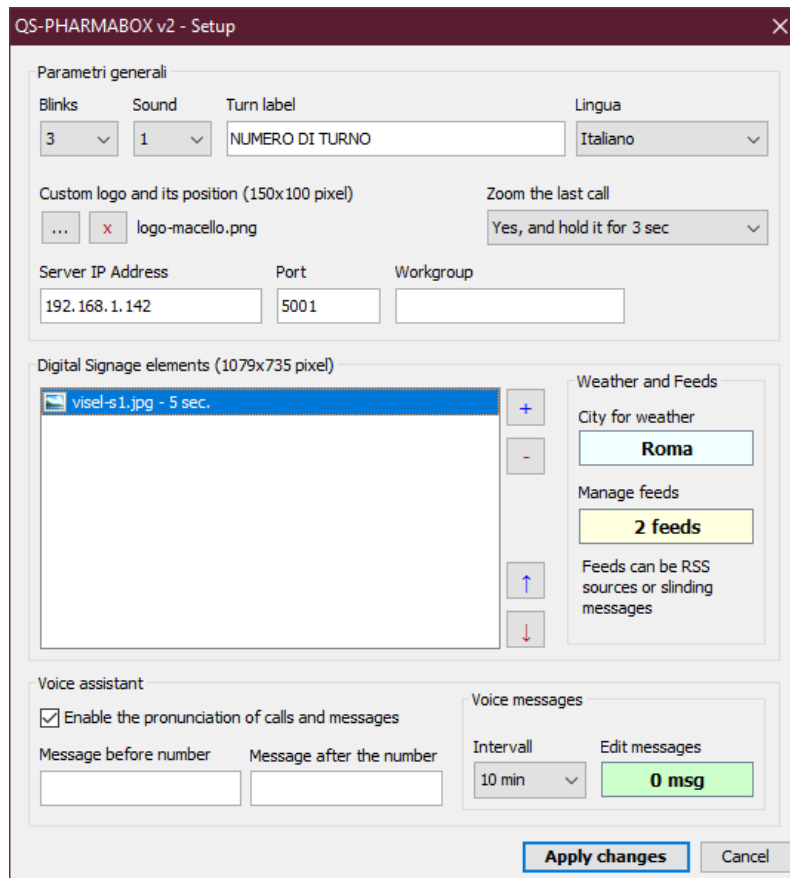 QS-PHARMABOX v2 - Setup
Parametri generali
Blinks Sound Turn label Lingua
3 1 NUMERO DI TURNO Italiano
Custom logo and its position (150x100 pixel) Zoom the last call
... x logo-macello.png Yes, and hold it for 3 sec
Server IP Address Port Workgroup
192.168.1.142 5001
Digital Signage elements (1079x735 pixel)
visel-s1.jpg - 5 sec.
+
-
↑
↓
Weather and Feeds
City for weather
Roma
Manage feeds
2 feeds
Feeds can be RSS
sources or slinding
messages
Voice assistant
Enable the pronunciation of calls and messages
Message before number Message after the number
Voice messages
Intervall Edit messages
10 min 0 msg
Apply changes Cancel